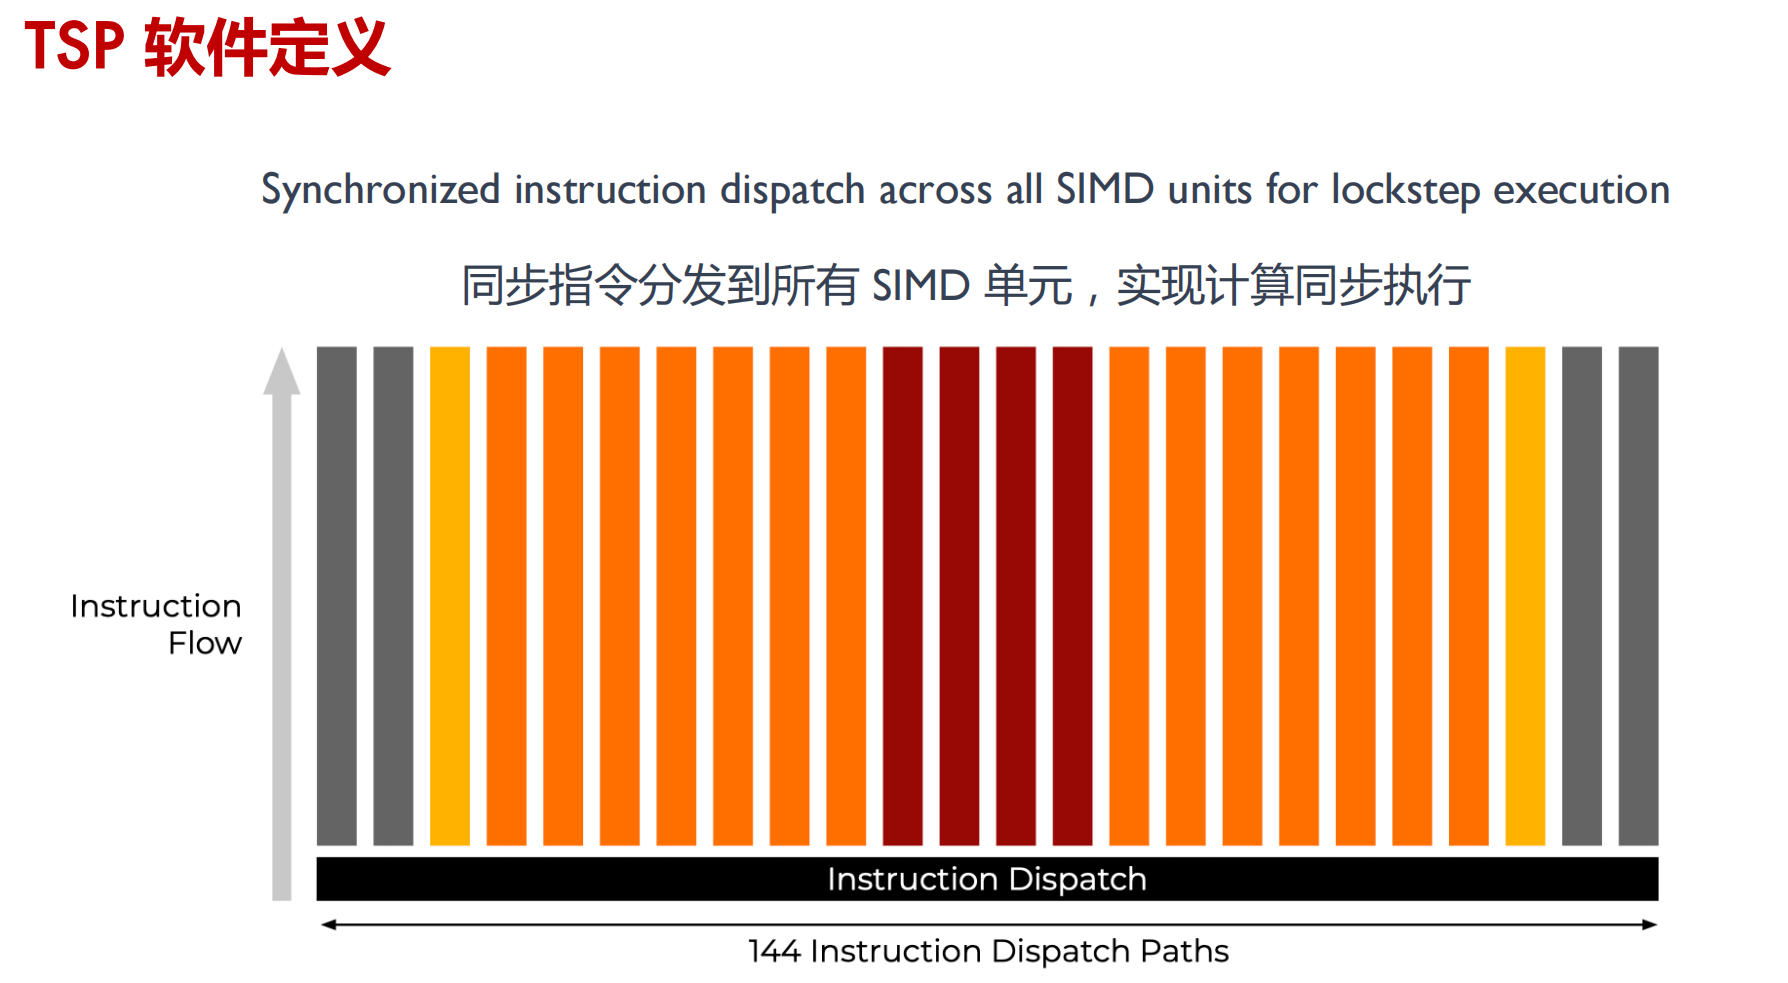 TSP 软件定义
Synchronized instruction dispatch across all SIMD units for lockstep execution
同步指令分发到所有 SIMD 单元，实现计算同步执行
Instruction
Flow
Instruction Dispatch
144 Instruction Dispatch Paths